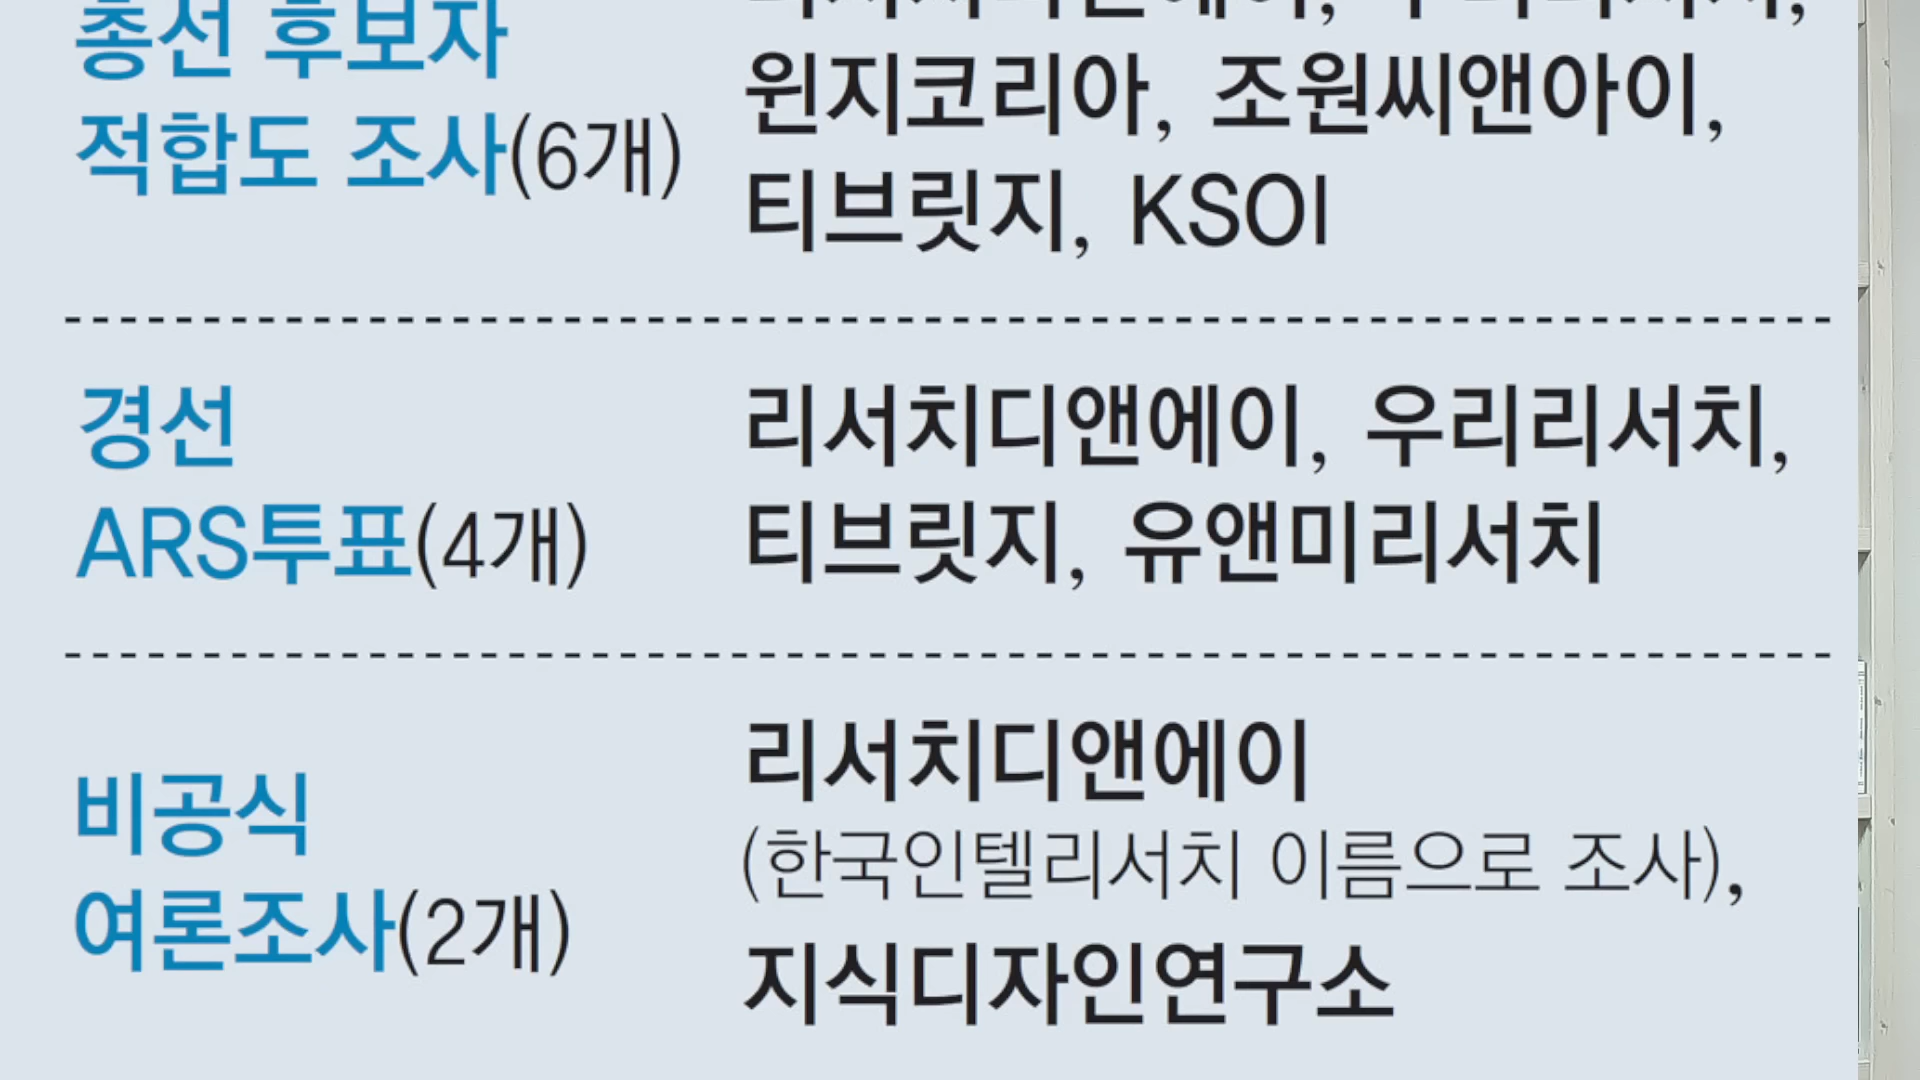 총선 후보자
적합도 조사(6개)
윈지코리아, 조원씨앤아이,
티브릿지, KSOI
경선
ARS투표(4개)
리서치디앤에이, 우리리서치,
티브릿지, 유앤미리서치
비공식
여론조사(2개)
리서치디앤에이
(한국인텔리서치 이름으로 조사),
지식디자인연구소